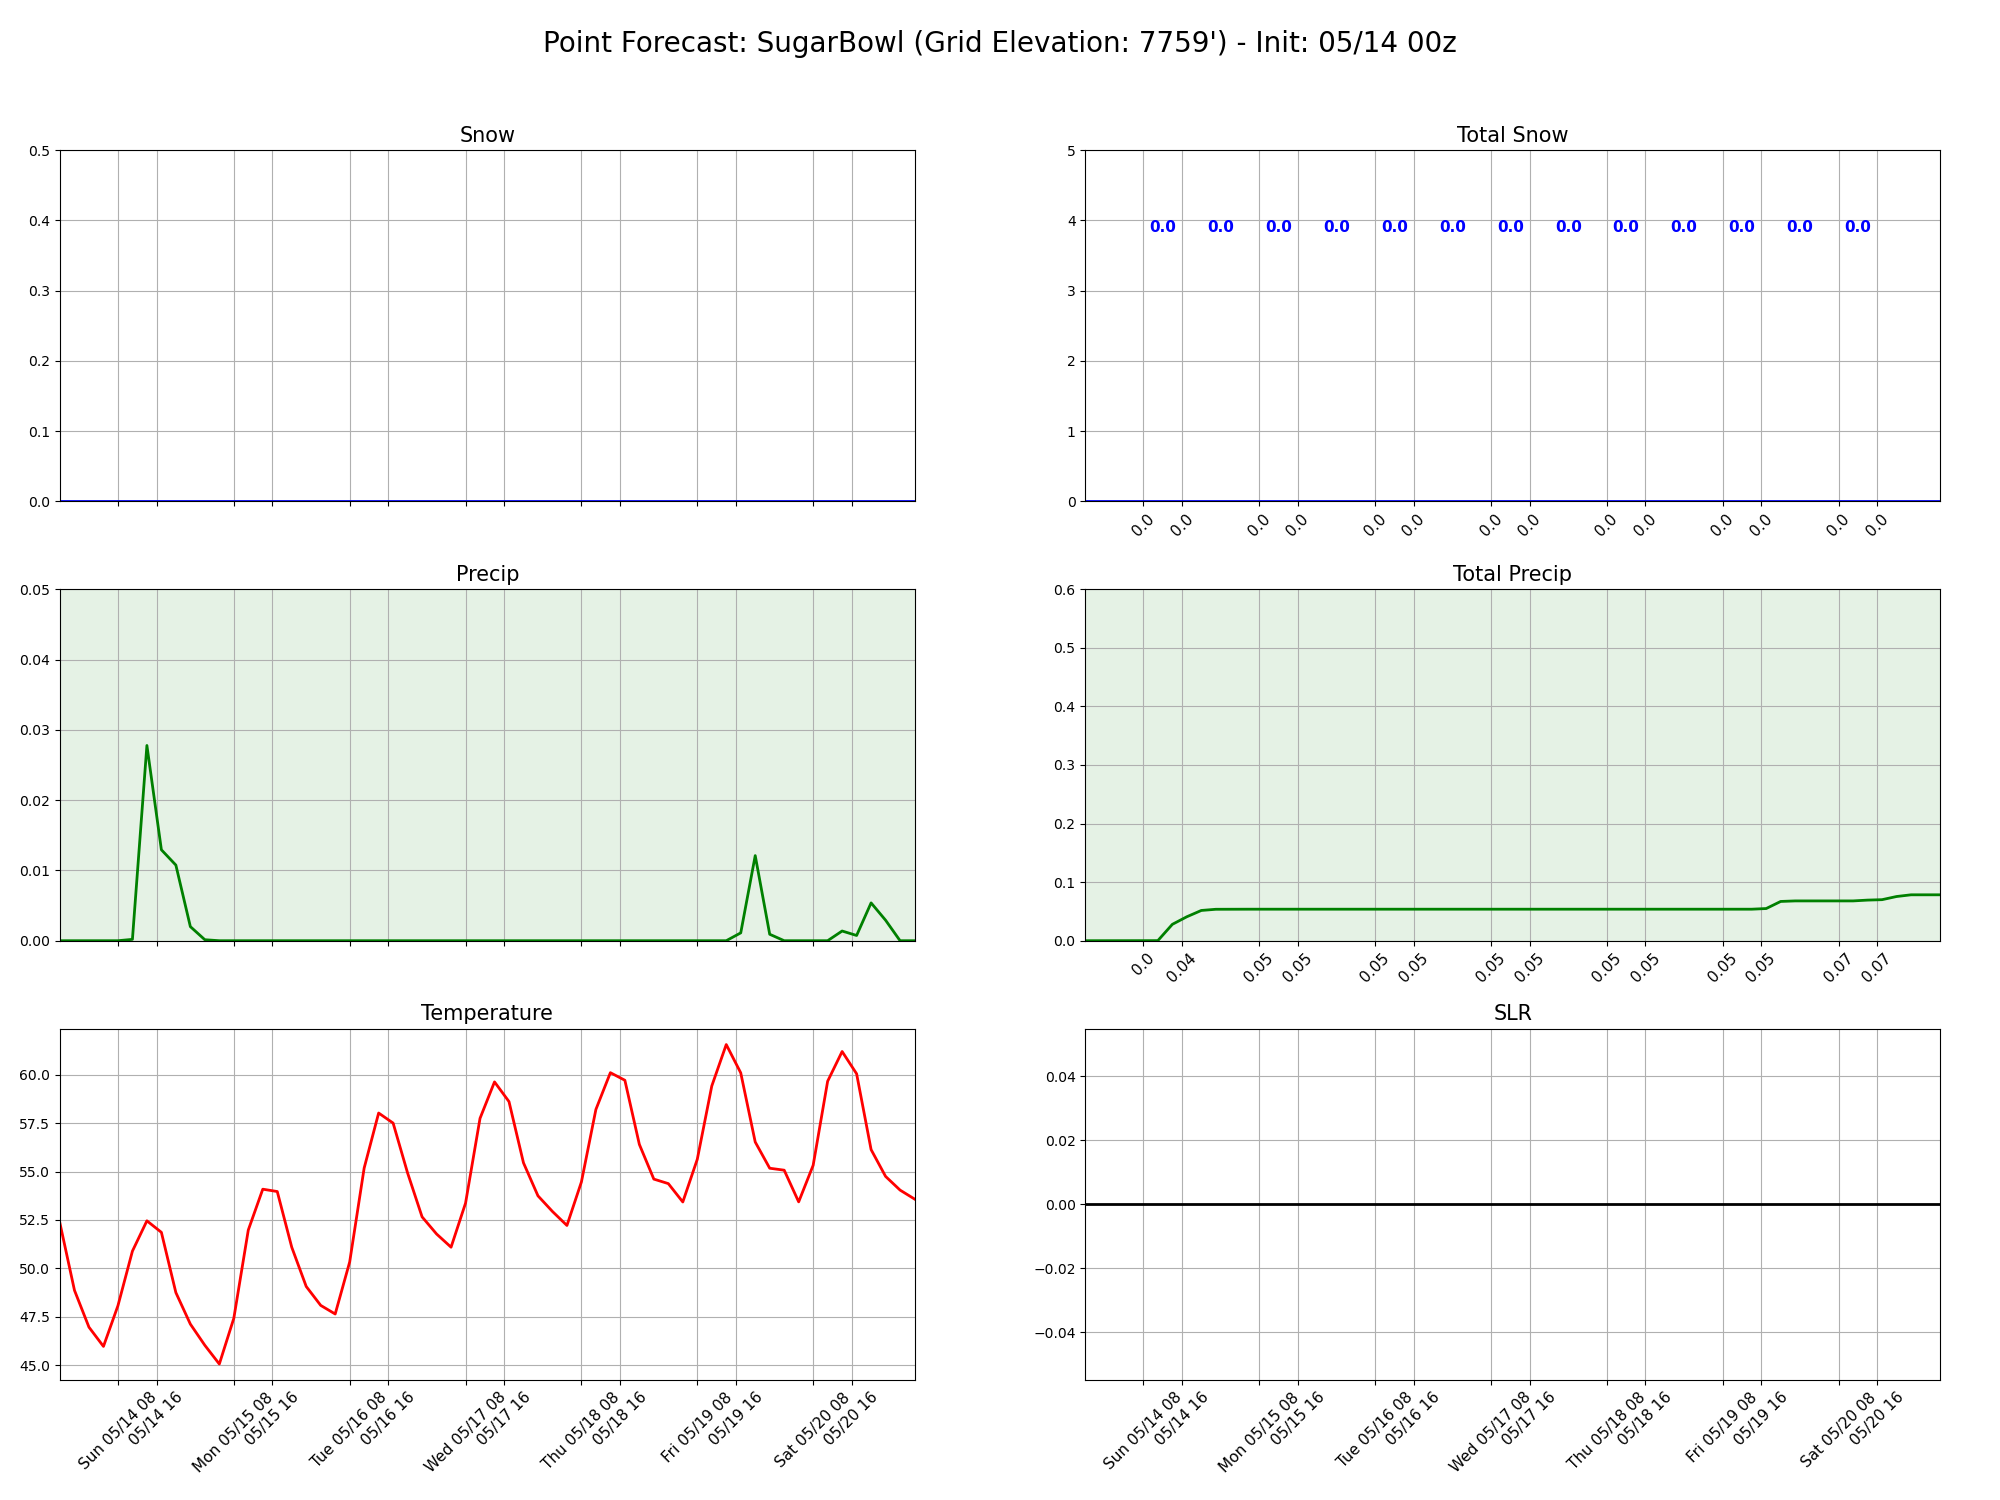 Point Forecast: SugarBowl (Grid Elevation: 7759') - Init: 05/14 00z
Snow
0.5
0.4
0.3
0.2
0.1
0.0
Total Snow
5
4
3
2
1
0
0.0 0.0 0.0 0.0 0.0 0.0 0.0 0.0 0.0 0.0 0.0 0.0 0.0
0.0 0.0 0.0 0.0 0.0 0.0 0.0 0.0 0.0 0.0 0.0 0.0 0.0 0.0
Precip
0.05
0.04
0.03
0.02
0.01
0.00
Total Precip
0.6
0.5
0.4
0.3
0.2
0.1
0.0
0.0 0.04 0.05 0.05 0.05 0.05 0.05 0.05 0.05 0.05 0.05 0.05 0.07 0.07
Temperature
60.0
57.5
55.0
52.5
50.0
47.5
45.0
Sun 05/14 08
05/14 16
Mon 05/15 08
05/15 16
Tue 05/16 08
05/16 16
Wed 05/17 08
05/17 16
Thu 05/18 08
05/18 16
Fri 05/19 08
05/19 16
Sat 05/20 08
05/20 16
SLR
0.04
0.02
0.00
−0.02
−0.04
Sun 05/14 08
05/14 16
Mon 05/15 08
05/15 16
Tue 05/16 08
05/16 16
Wed 05/17 08
05/17 16
Thu 05/18 08
05/18 16
Fri 05/19 08
05/19 16
Sat 05/20 08
05/20 16